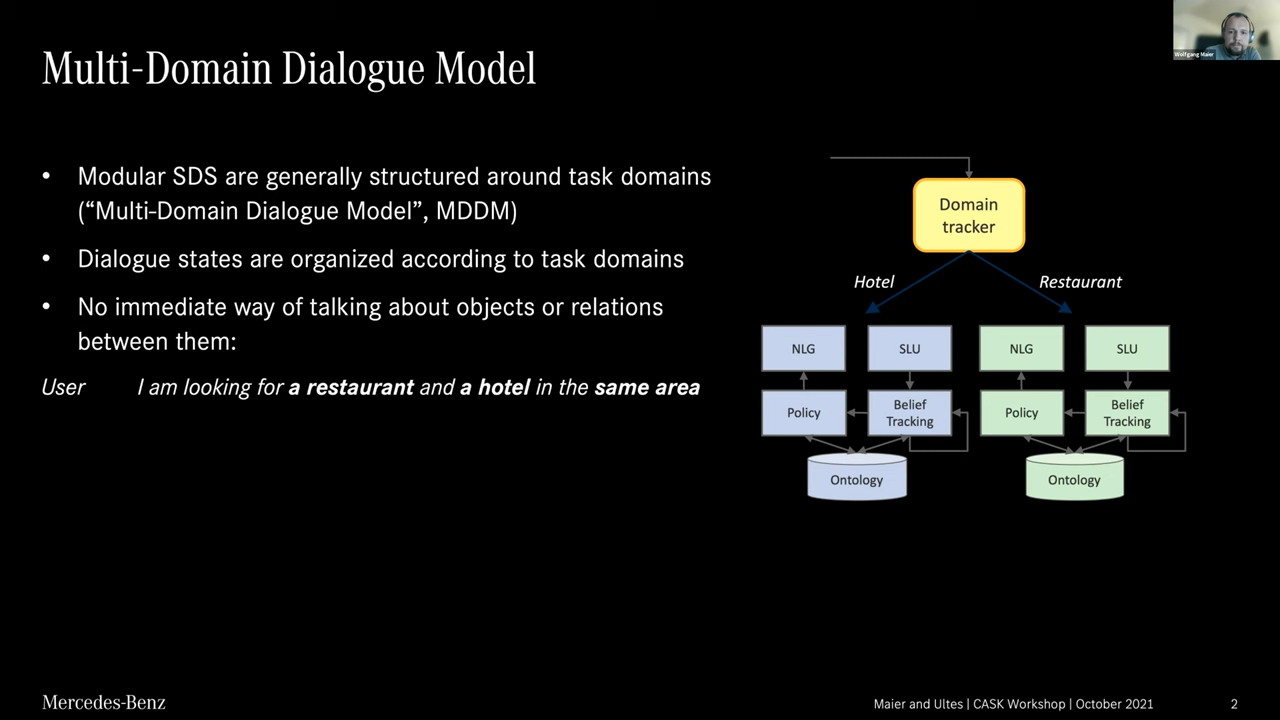 Wolfgang Maier
Multi-Domain Dialogue Model
• Modular SDS are generally structured around task domains
(“Multi-Domain Dialogue Model”, MDDM)
• Dialogue states are organized according to task domains
• No immediate way of talking about objects or relations
between them:
User I am looking for a restaurant and a hotel in the same area
Domain
tracker
Hotel
Restaurant
NLG
SLU
NLG
SLU
Policy
Belief
Tracking
Policy
Belief
Tracking
Ontology
Ontology
Mercedes-Benz
Maier and Ultes | CASK Workshop | October 2021
2